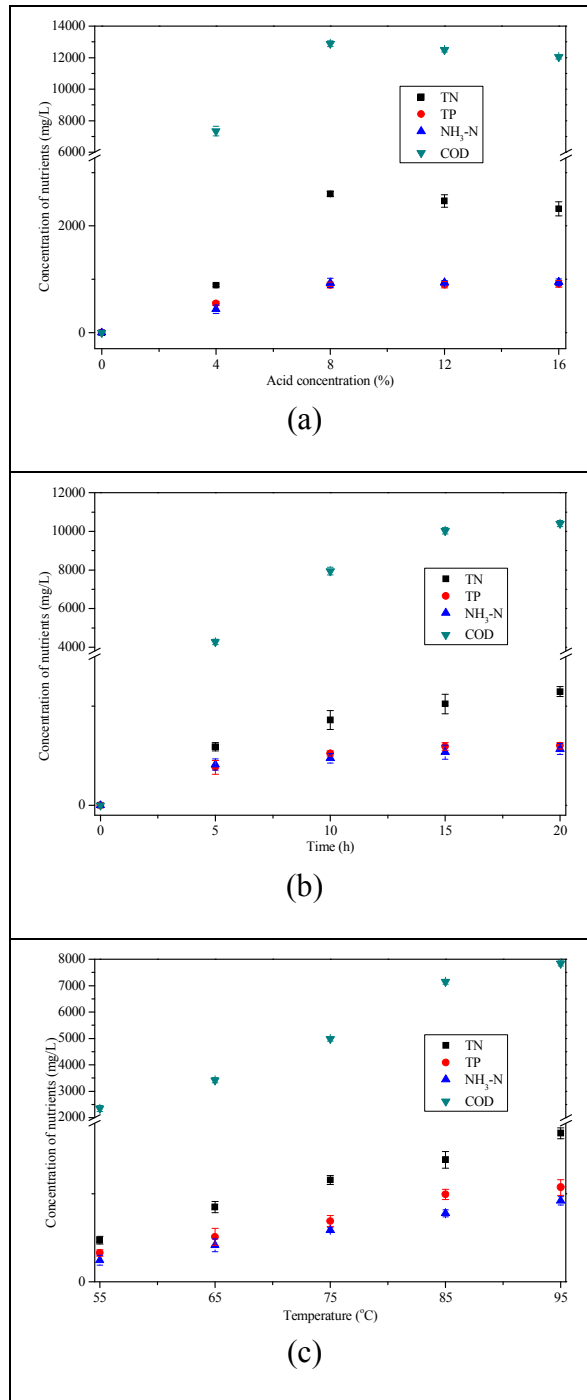 14000
12000
10000
8000
6000
2000
0
Concentration of nutrients (mg/L)
TN
TP
NH3-N
COD
0 4 8 12 16
Acid concentration (%)
(a)
12000
10000
8000
6000
4000
0
Concentration of nutrients (mg/L)
TN
TP
NH3-N
COD
0 5 10 15 20
Time (h)
(b)
8000
7000
6000
5000
4000
3000
2000
0
Concentration of nutrients (mg/L)
TN
TP
NH3-N
COD
55 65 75 85 95
Temperature (°C)
(c)